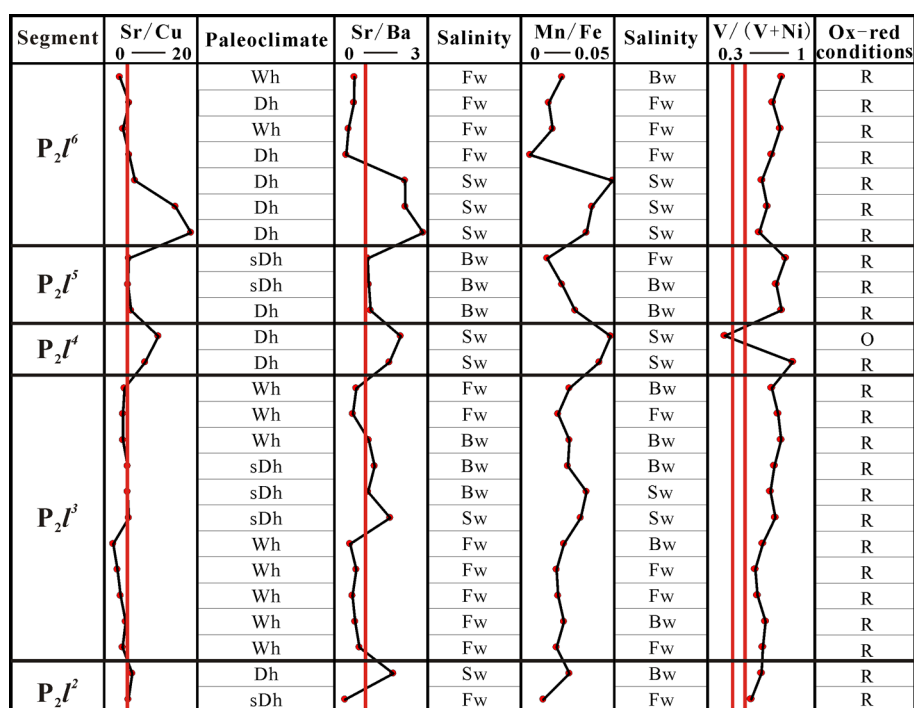 Segment Sr/Cu Paleoclimate Sr/Ba Salinity Mn/Fe Salinity V/(V+Ni) Ox-red conditions
0 20 0 3 0 0.05 0.3 1
P₂l⁶
Wh Fw Bw R
Dh Fw Fw R
Wh Fw Fw R
Dh Fw Fw R
Dh Sw Sw R
Dh Sw Sw R
Dh Sw Sw R
P₂l⁵
sDh Bw Fw R
sDh Bw Bw R
Dh Bw Bw R
P₂l⁴
Dh Sw Sw O
Dh Sw Sw R
P₂l³
Wh Fw Bw R
Wh Fw Fw R
Wh Bw Bw R
sDh Bw Bw R
sDh Bw Sw R
sDh Sw Sw R
Wh Fw Bw R
Wh Fw Fw R
Wh Fw Fw R
Wh Fw Bw R
Wh Fw Fw R
P₂l²
Dh Sw Bw R
sDh Fw Fw R